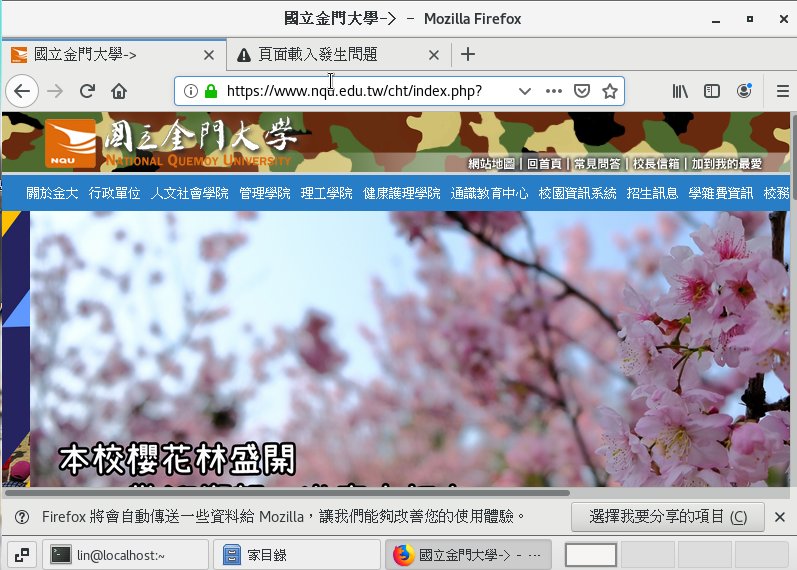 國立金門大學-> - Mozilla Firefox
國立金門大學->
頁面載入發生問題
https://www.nqu.edu.tw/cht/index.php?
NQU
國立金門大學
NATIONAL QUEMOY UNIVERSITY
網站地圖 | 回首頁 | 常見問答 | 校長信箱 | 加到我的最愛
關於金大 行政單位 人文社會學院 管理學院 理工學院 健康護理學院 通識教育中心 校園資訊系統 招生訊息 學雜費資訊 校務
本校櫻花林盛開
Firefox 將會自動傳送一些資料給 Mozilla，讓我們能夠改善您的使用體驗。
選擇我要分享的項目 (C)
lin@localhost:~
家目錄
國立金門大學-> - ...